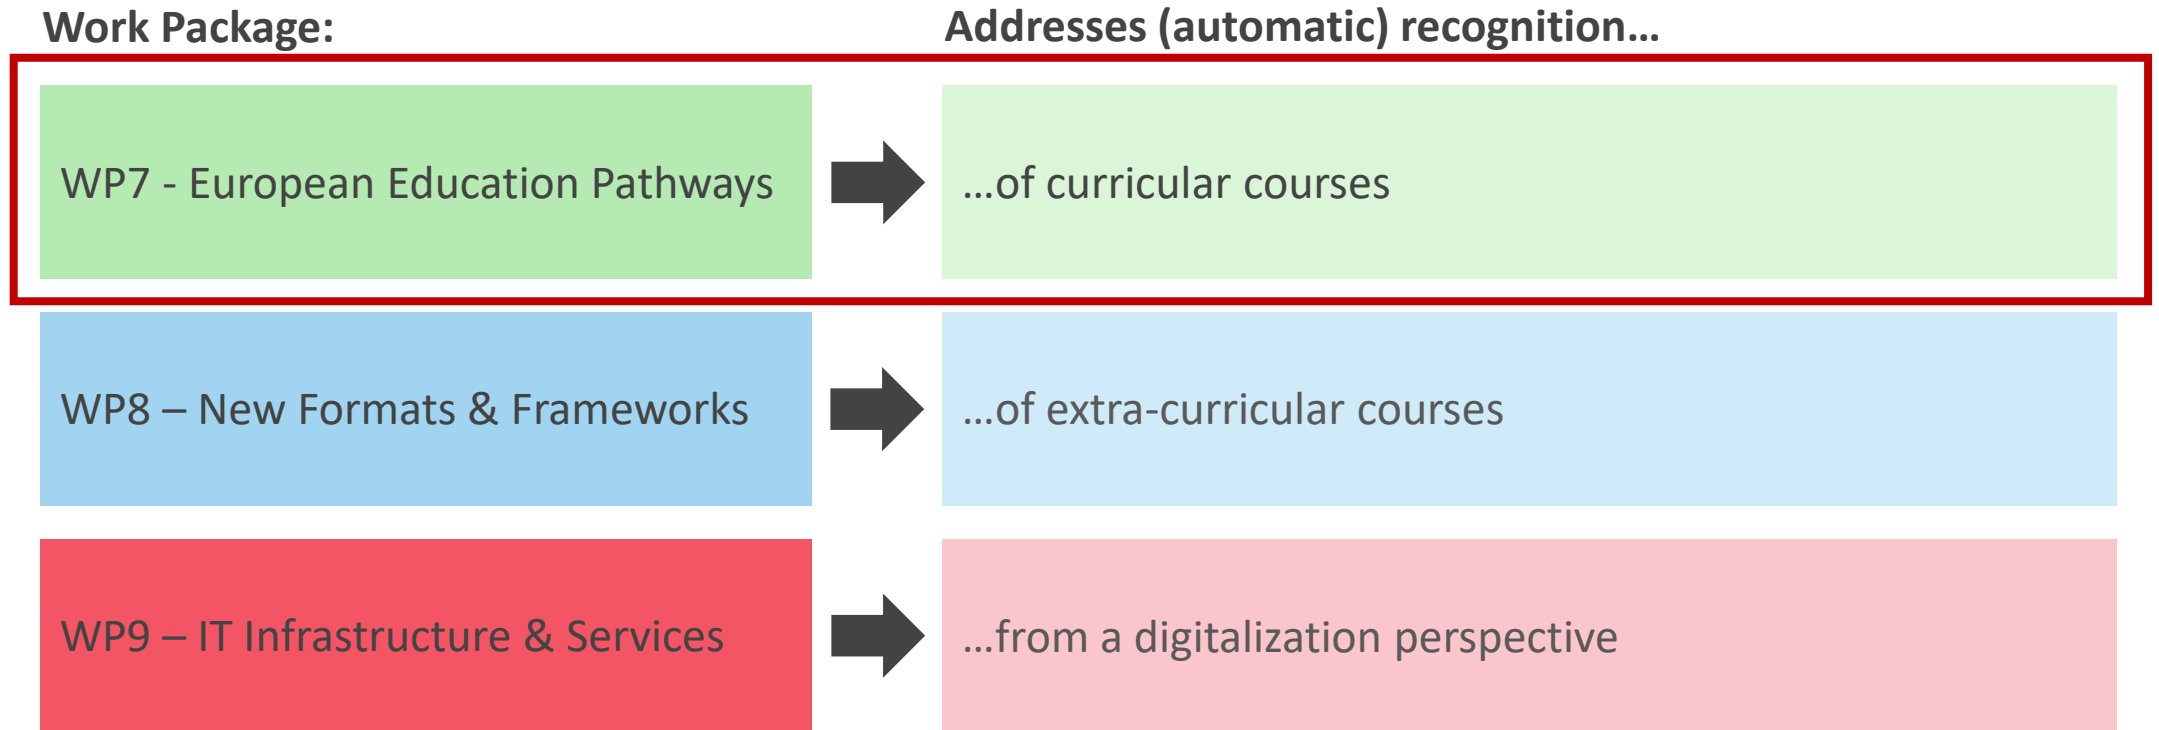 Work Package:
Addresses (automatic) recognition…
WP7 - European Education Pathways
…of curricular courses
WP8 – New Formats & Frameworks
…of extra-curricular courses
WP9 – IT Infrastructure & Services
…from a digitalization perspective